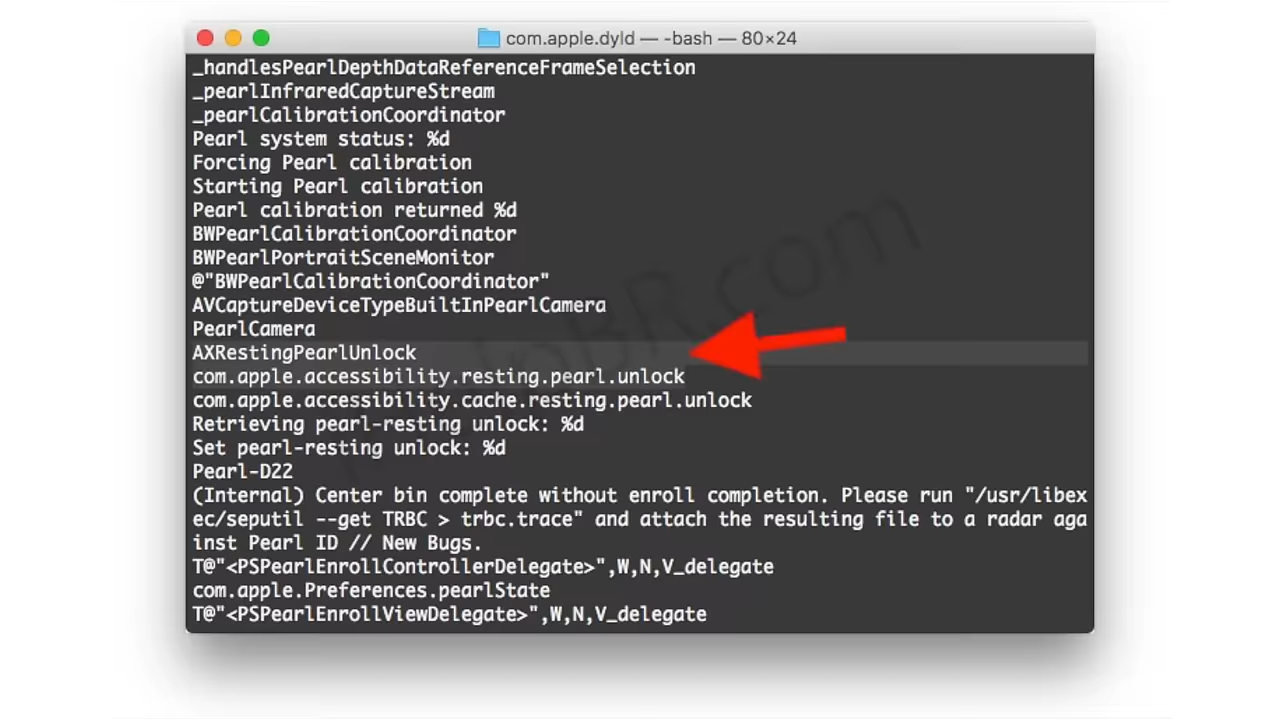 com.apple.dyld — -bash — 80×24
_handlesPearlDepthDataReferenceFrameSelection
_pearlInfraredCaptureStream
_pearlCalibrationCoordinator
Pearl system status: %d
Forcing Pearl calibration
Starting Pearl calibration
Pearl calibration returned %d
BWPearlCalibrationCoordinator
BWPearlPortraitSceneMonitor
@"BWPearlCalibrationCoordinator"
AVCaptureDeviceTypeBuiltInPearlCamera
PearlCamera
AXRestingPearlUnlock
com.apple.accessibility.resting.pearl.unlock
com.apple.accessibility.cache.resting.pearl.unlock
Retrieving pearl-resting unlock: %d
Set pearl-resting unlock: %d
Pearl-D22
(Internal) Center bin complete without enroll completion. Please run "/usr/libex
ec/seputil --get TRBC > trbc.trace" and attach the resulting file to a radar aga
inst Pearl ID // New Bugs.
T@"<PSPearlEnrollControllerDelegate>",W,N,V_delegate
com.apple.Preferences.pearlState
T@"<PSPearlEnrollViewDelegate>",W,N,V_delegate